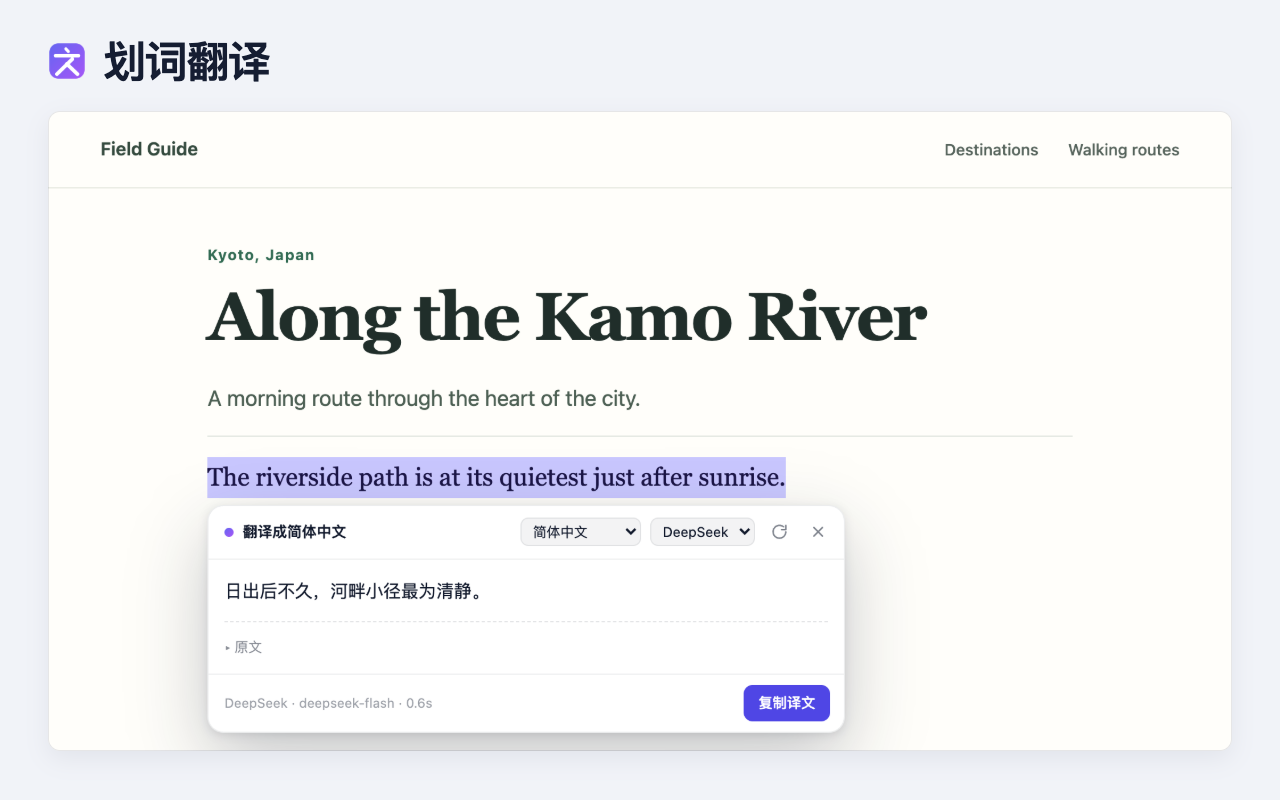 划词翻译
Field Guide
Destinations
Walking routes
Kyoto, Japan
Along the Kamo River
A morning route through the heart of the city.
The riverside path is at its quietest just after sunrise.
翻译成简体中文
简体中文
DeepSeek
日出后不久，河畔小径最为清静。
原文
DeepSeek · deepseek-flash · 0.6s
复制译文